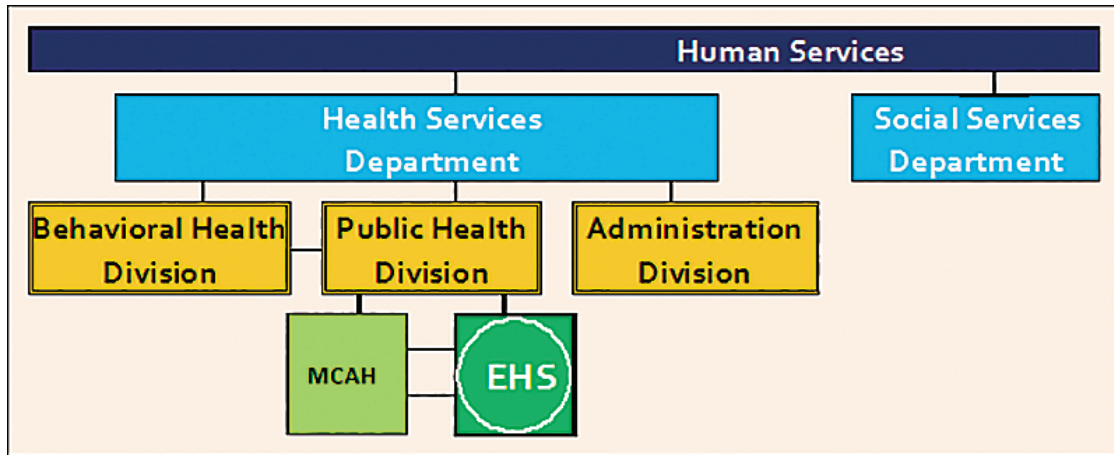 Human Services
Health Services
Department
Social Services
Department
Behavioral Health
Division
Public Health
Division
Administration
Division
MCAH
EHS